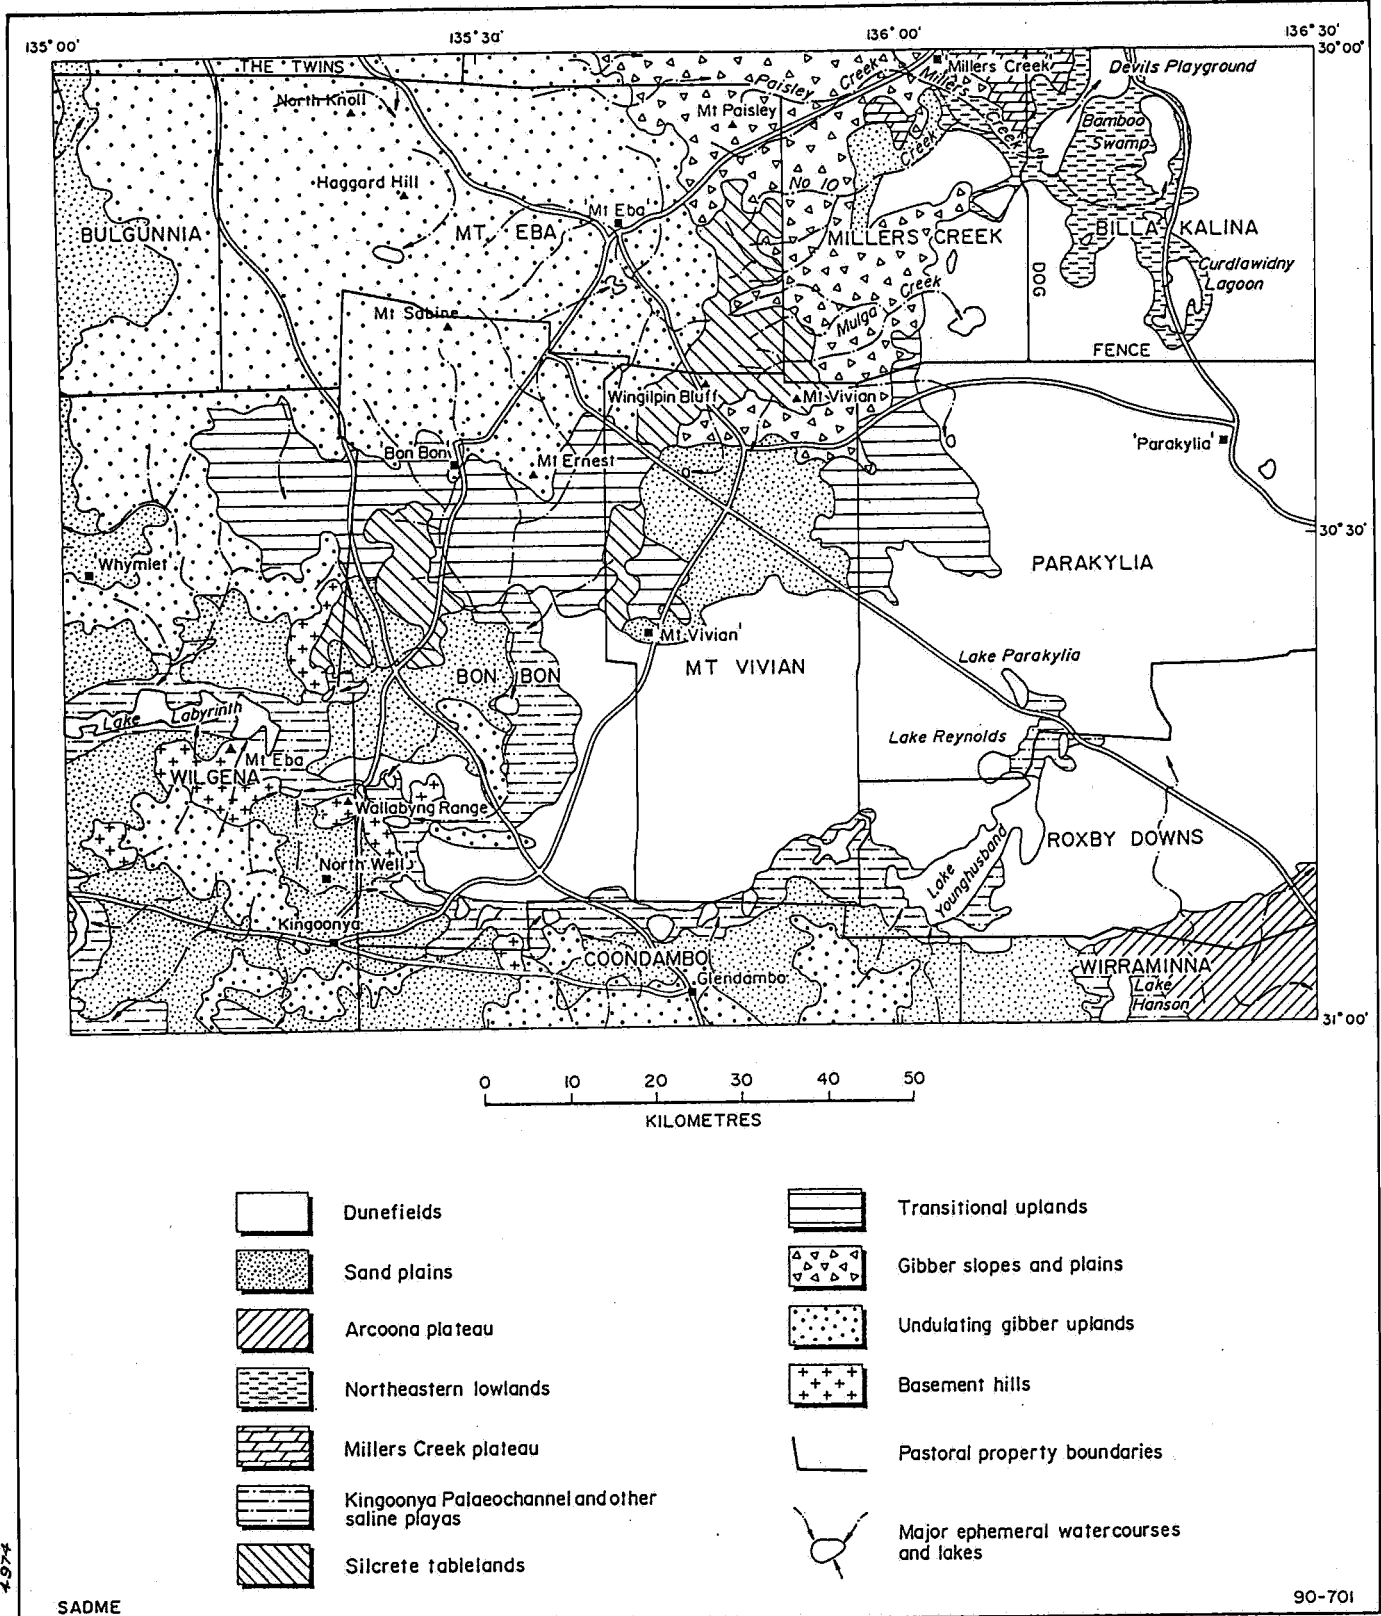 135°00'
135°30'
136°00'
136°30'
30°00'
THE TWINS
North Knoll
Paisley Creek
Mt Paisley
'Millers Creek'
Millers Creek
Devils Playground
Bamboo
Swamp
Creek
Haggard Hill
No 10
'Mt Eba'
BULGUNNIA
MT. EBA
MILLERS CREEK
BILLA KALINA
Curdlawidny
Lagoon
DOG
Creek
Mulga
Mt Sabine
FENCE
Wingilpin Bluff
Mt Vivian
'Bon Bon'
Mt Ernest
'Parakylia'
30°30'
Whymlet
PARAKYLIA
'Mt Vivian'
MT VIVIAN
Lake Parakylia
BON BON
Lake Labyrinth
Lake Reynolds
Mt Eba
WILGENA
Wallabyng Range
ROXBY DOWNS
Lake
Younghusband
'North Well'
Kingoonya
COONDAMBO
WIRRAMINNA
Glendambo
Lake
Hanson
31°00'
0 10 20 30 40 50
KILOMETRES
Dunefields
Sand plains
Arcoona plateau
Northeastern lowlands
Millers Creek plateau
Kingoonya Palaeochannel and other
saline playas
Silcrete tablelands
Transitional uplands
Gibber slopes and plains
Undulating gibber uplands
Basement hills
Pastoral property boundaries
Major ephemeral watercourses
and lakes
4974
SADME
90-701